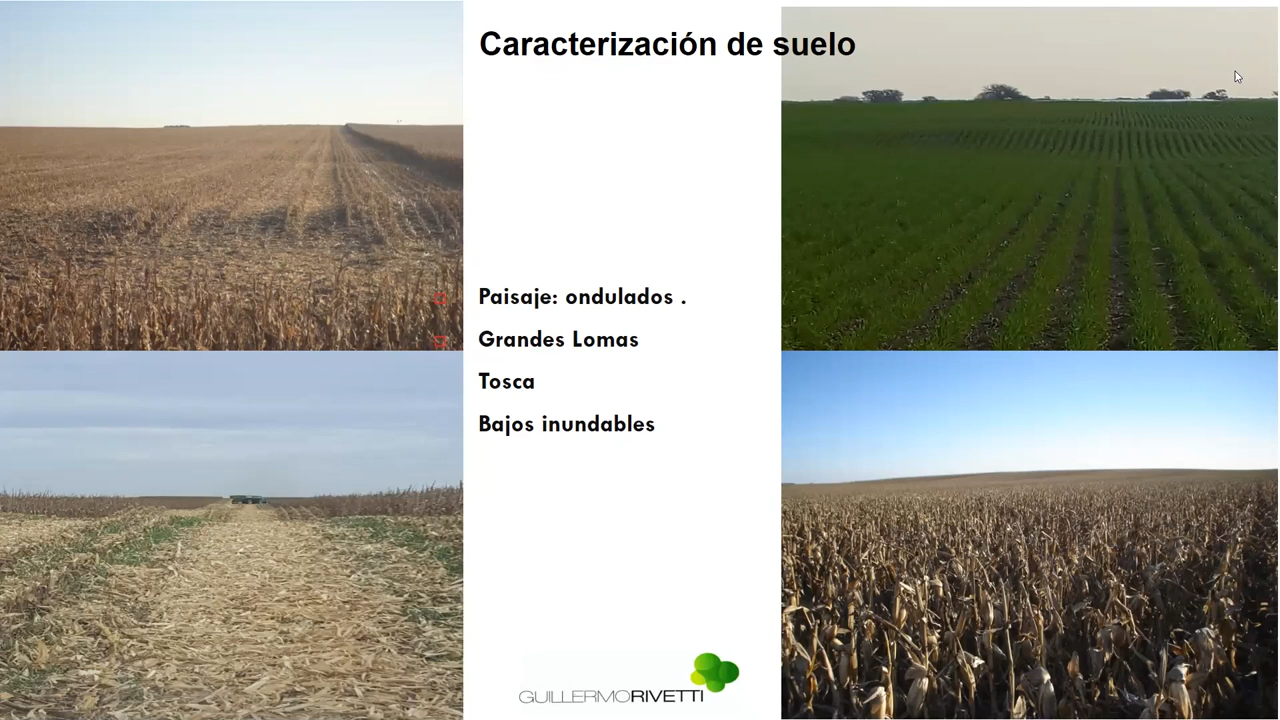 Caracterización de suelo
Paisaje: ondulados .
Grandes Lomas
Tosca
Bajos inundables
GUILLERMORIVETTI